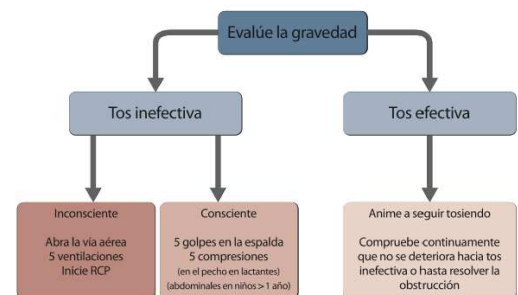 Evalúe la gravedad
Tos inefectiva
Tos efectiva
Inconsciente
Abra la vía aérea
5 ventilaciones
Inicie RCP
Consciente
5 golpes en la espalda
5 compresiones
(en el pecho en lactantes)
(abdominales en niños > 1 año)
Anime a seguir tosiendo
Compruebe continuamente
que no se deteriora hacia tos
inefectiva o hasta resolver la
obstrucción